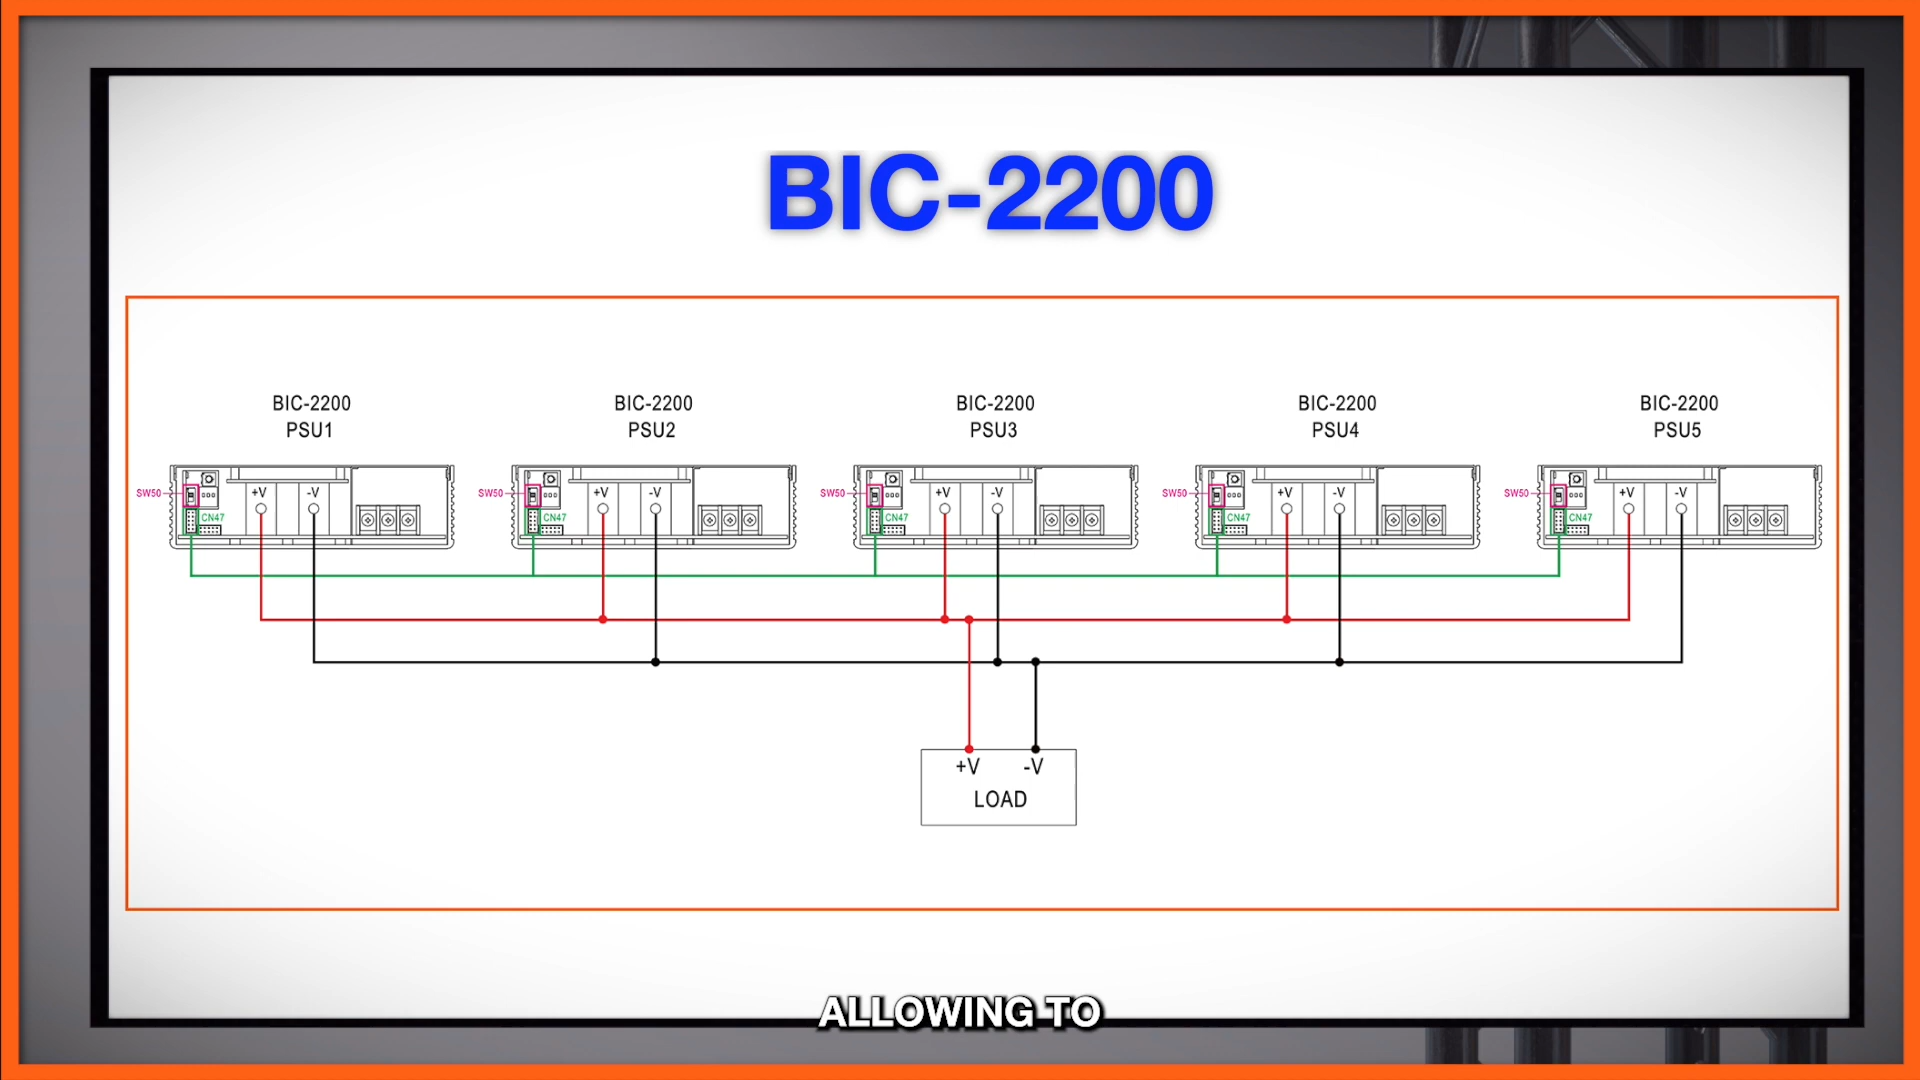 BIC-2200
BIC-2200
PSU1
BIC-2200
PSU2
BIC-2200
PSU3
BIC-2200
PSU4
BIC-2200
PSU5
SW50
+V
-V
CN47
SW50
+V
-V
CN47
SW50
+V
-V
CN47
SW50
+V
-V
CN47
SW50
+V
-V
CN47
+V
-V
LOAD
ALLOWING TO